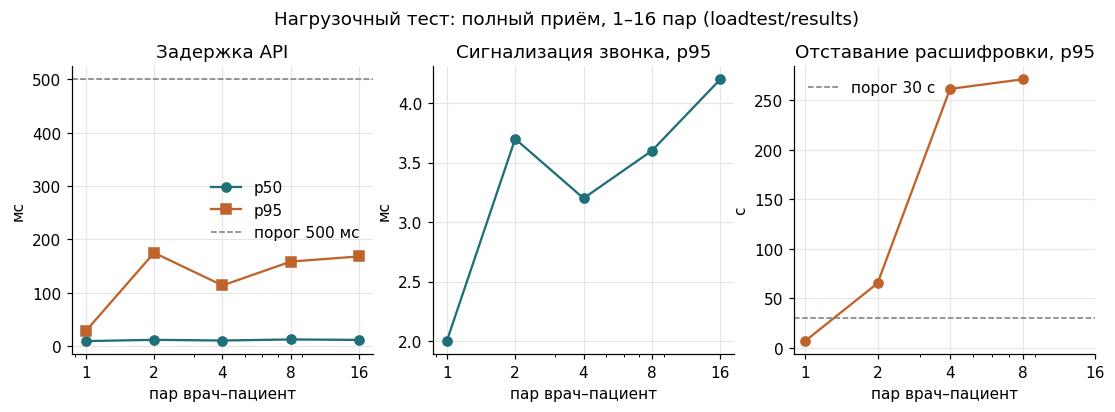 Нагрузочный тест: полный приём, 1–16 пар (loadtest/results)
Задержка API
500
400
300
200
100
0
мс
p50
p95
порог 500 мс
1 2 4 8 16
пар врач–пациент
Сигнализация звонка, p95
4.0
3.5
3.0
2.5
2.0
мс
1 2 4 8 16
пар врач–пациент
Отставание расшифровки, p95
порог 30 с
250
200
150
100
50
0
с
1 2 4 8 16
пар врач–пациент